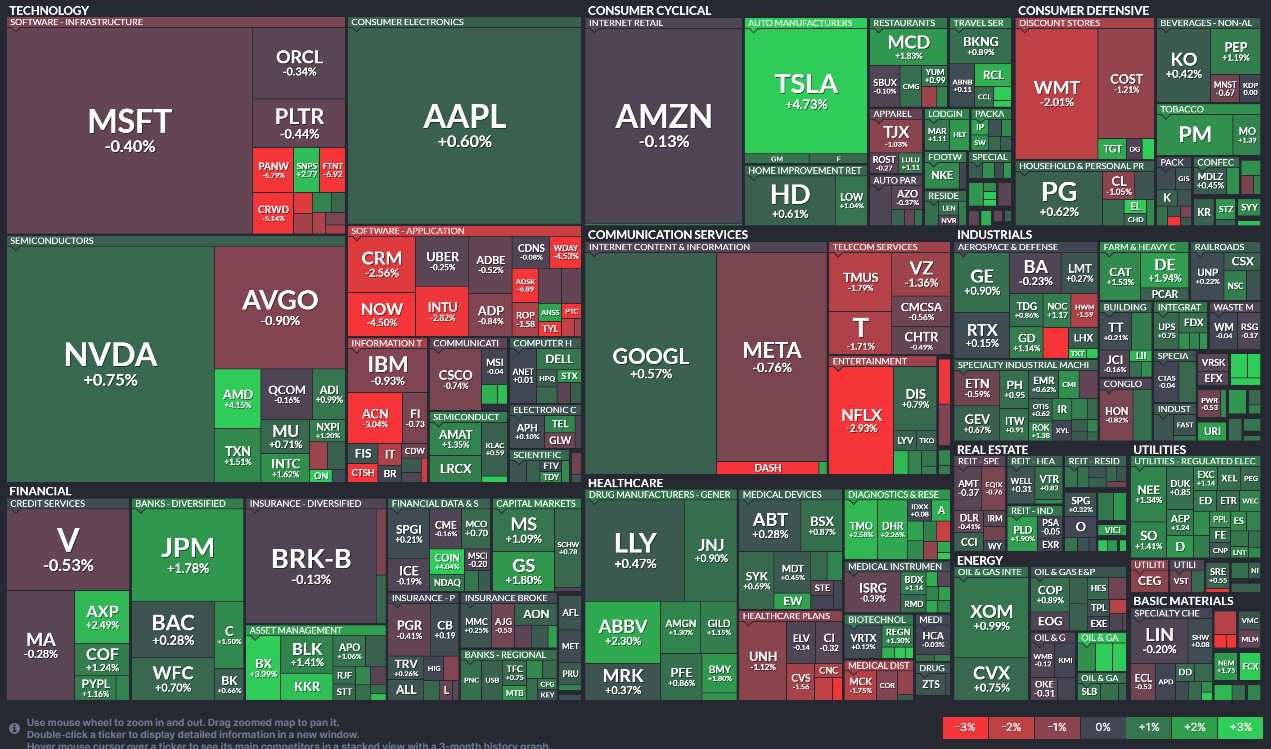 TECHNOLOGY
SOFTWARE - INFRASTRUCTURE
MSFT
-0.40%
ORCL
-0.34%
PLTR
-0.44%
PANW
-6.79%
SNPS
+2.77
FTNT
-6.92
CRWD
-5.14%
CONSUMER ELECTRONICS
AAPL
+0.60%
SEMICONDUCTORS
NVDA
+0.75%
AVGO
-0.90%
AMD
+4.15%
QCOM
-0.16%
ADI
+0.99%
TXN
+1.51%
MU
+0.71%
NXPI
+1.20%
INTC
+1.62%
ON
SOFTWARE - APPLICATION
CRM
-2.56%
UBER
-0.25%
ADBE
-0.52%
CDNS
-0.08%
WDAY
-4.53%
NOW
-4.50%
INTU
-2.82%
ADP
-0.84%
ADSK
-6.89
ROP
-1.58
ANSS
PTC
TYL
INFORMATION T
IBM
-0.93%
ACN
-3.04%
FI
-0.73
FIS
IT
CDW
CTSH
BR
COMMUNICATI
CSCO
-0.74%
MSI
-0.04
COMPUTER H
ANET
+0.01
DELL
HPQ
STX
SEMICONDUCT
AMAT
+1.35%
KLAC
+0.59
LRCX
ELECTRONIC C
APH
+0.10%
TEL
GLW
SCIENTIFIC
FTV
TDY
CONSUMER CYCLICAL
INTERNET RETAIL
AMZN
-0.13%
AUTO MANUFACTURERS
TSLA
+4.73%
GM
F
HOME IMPROVEMENT RET
HD
+0.61%
LOW
+1.04%
RESTAURANTS
MCD
+1.83%
SBUX
-0.10%
CMG
YUM
+0.99
TRAVEL SER
BKNG
+0.89%
ABNB
+0.11
RCL
CCL
APPAREL
TJX
-1.03%
ROST
-0.27
LULU
+1.11
LODGIN
MAR
+1.11
HLT
PACKA
IP
SW
FOOTW
NKE
SPECIAL
AUTO PAR
AZO
-0.37%
RESIDE
LEN
NVR
CONSUMER DEFENSIVE
DISCOUNT STORES
WMT
-2.01%
COST
-1.21%
TGT
DG
BEVERAGES - NON-AL
KO
+0.42%
PEP
+1.19%
MNST
-0.67
KDP
0.00
TOBACCO
PM
MO
+1.39
HOUSEHOLD & PERSONAL PR
PG
+0.62%
CL
-1.05%
EL
CHD
PACK
GIS
K
CONFEC
MDLZ
+0.45%
KR
STZ
SYY
COMMUNICATION SERVICES
INTERNET CONTENT & INFORMATION
GOOGL
+0.57%
META
-0.76%
DASH
TELECOM SERVICES
TMUS
-1.79%
VZ
-1.36%
T
-1.71%
CMCSA
-0.56%
CHTR
-0.49%
ENTERTAINMENT
NFLX
-2.93%
DIS
+0.79%
LYV
TKO
INDUSTRIALS
AEROSPACE & DEFENSE
GE
+0.90%
BA
-0.23%
LMT
+0.27%
RTX
+0.15%
TDG
+0.86%
NOC
+1.17
HWM
-1.59
GD
+1.14%
LHX
TXT
FARM & HEAVY C
CAT
+1.53%
DE
+1.94%
PCAR
RAILROADS
UNP
+0.22%
CSX
NSC
BUILDING
TT
+0.21%
JCI
-0.16%
LII
INTEGRAT
UPS
+0.75
FDX
WASTE M
WM
-0.04
RSG
-0.17
SPECIALTY INDUSTRIAL MACHI
ETN
-0.59%
PH
+0.95
EMR
+0.62%
CMI
GEV
+0.67%
ITW
+0.91
OTIS
+0.62
IR
ROK
+1.38
XYL
SPECIA
CTAS
-0.04
VRSK
EFX
CONGLO
HON
-0.82%
PWR
-0.53
INDUST
FAST
URI
FINANCIAL
CREDIT SERVICES
V
-0.53%
MA
-0.28%
AXP
+2.49%
COF
+1.24%
PYPL
+1.16%
BANKS - DIVERSIFIED
JPM
+1.78%
BAC
+0.28%
C
+1.50%
WFC
+0.70%
BK
+0.66%
INSURANCE - DIVERSIFIED
BRK-B
-0.13%
ASSET MANAGEMENT
BX
+3.39%
BLK
+1.41%
APO
+1.06%
KKR
RJF
STT
FINANCIAL DATA & S
SPGI
+0.21%
CME
-0.16%
MCO
+0.70
ICE
-0.19%
COIN
+4.04%
MSCI
-0.20
NDAQ
CAPITAL MARKETS
MS
+1.09%
GS
+1.80%
SCHW
+0.78
INSURANCE - P
PGR
-0.41%
CB
+0.19
TRV
+0.26%
HIG
ALL
L
INSURANCE BROKE
MMC
+0.25%
AJG
-0.53
AON
AFL
MET
PRU
BANKS - REGIONAL
PNC
USB
TFC
+0.75
MTB
CFG
KEY
HEALTHCARE
DRUG MANUFACTURERS - GENER
LLY
+0.47%
JNJ
+0.90%
ABBV
+2.30%
AMGN
+1.30%
GILD
+1.15%
MRK
+0.37%
PFE
+0.86%
BMY
+1.80%
MEDICAL DEVICES
ABT
+0.28%
BSX
+0.87%
SYK
+0.69%
MDT
+0.45%
STE
EW
DIAGNOSTICS & RESE
TMO
+2.58%
DHR
+2.26%
IDXX
+0.08
A
MEDICAL INSTRUMEN
ISRG
-0.39%
BDX
+1.14
RMD
HEALTHCARE PLANS
UNH
-1.12%
ELV
-0.14
CI
-0.32
CVS
-1.56
CNC
BIOTECHNOL
VRTX
+0.12%
REGN
+1.30%
MEDI
HCA
-0.03%
MEDICAL DIST
MCK
-1.75%
COR
DRUG
ZTS
REAL ESTATE
REIT - SPE
AMT
-0.37
EQIX
-0.76
DLR
-0.41%
IRM
CCI
WY
REIT - HEA
WELL
+0.31
VTR
+0.83
REIT - RESID
SPG
+0.32%
O
VICI
REIT - IND
PLD
+1.90%
PSA
-0.05
EXR
UTILITIES
UTILITIES - REGULATED ELEC
NEE
+1.34%
DUK
+0.85
EXC
+1.14
XEL
PEG
ED
ETR
WEC
SO
+1.41%
AEP
+1.24
PPL
ES
D
FE
CNP
LNT
UTILITI
CEG
UTILI
VST
SRE
+0.55
NI
ENERGY
OIL & GAS INTE
XOM
+0.99%
CVX
+0.75%
OIL & GAS E&P
COP
+0.89%
HES
TPL
EOG
EXE
OIL & G
WMB
-0.12
KMI
OKE
-0.31
OIL & GA
OIL & GA
SLB
BASIC MATERIALS
SPECIALTY CHE
LIN
-0.20%
SHW
+0.08
ECL
-0.53
APD
DD
VMC
MLM
NEM
+1.75
FCX
Use mouse wheel to zoom in and out. Drag zoomed map to pan it.
Double-click a ticker to display detailed information in a new window.
Hover mouse cursor over a ticker to see its main competitors in a stacked view with a 3-month history graph.
-3%
-2%
-1%
0%
+1%
+2%
+3%